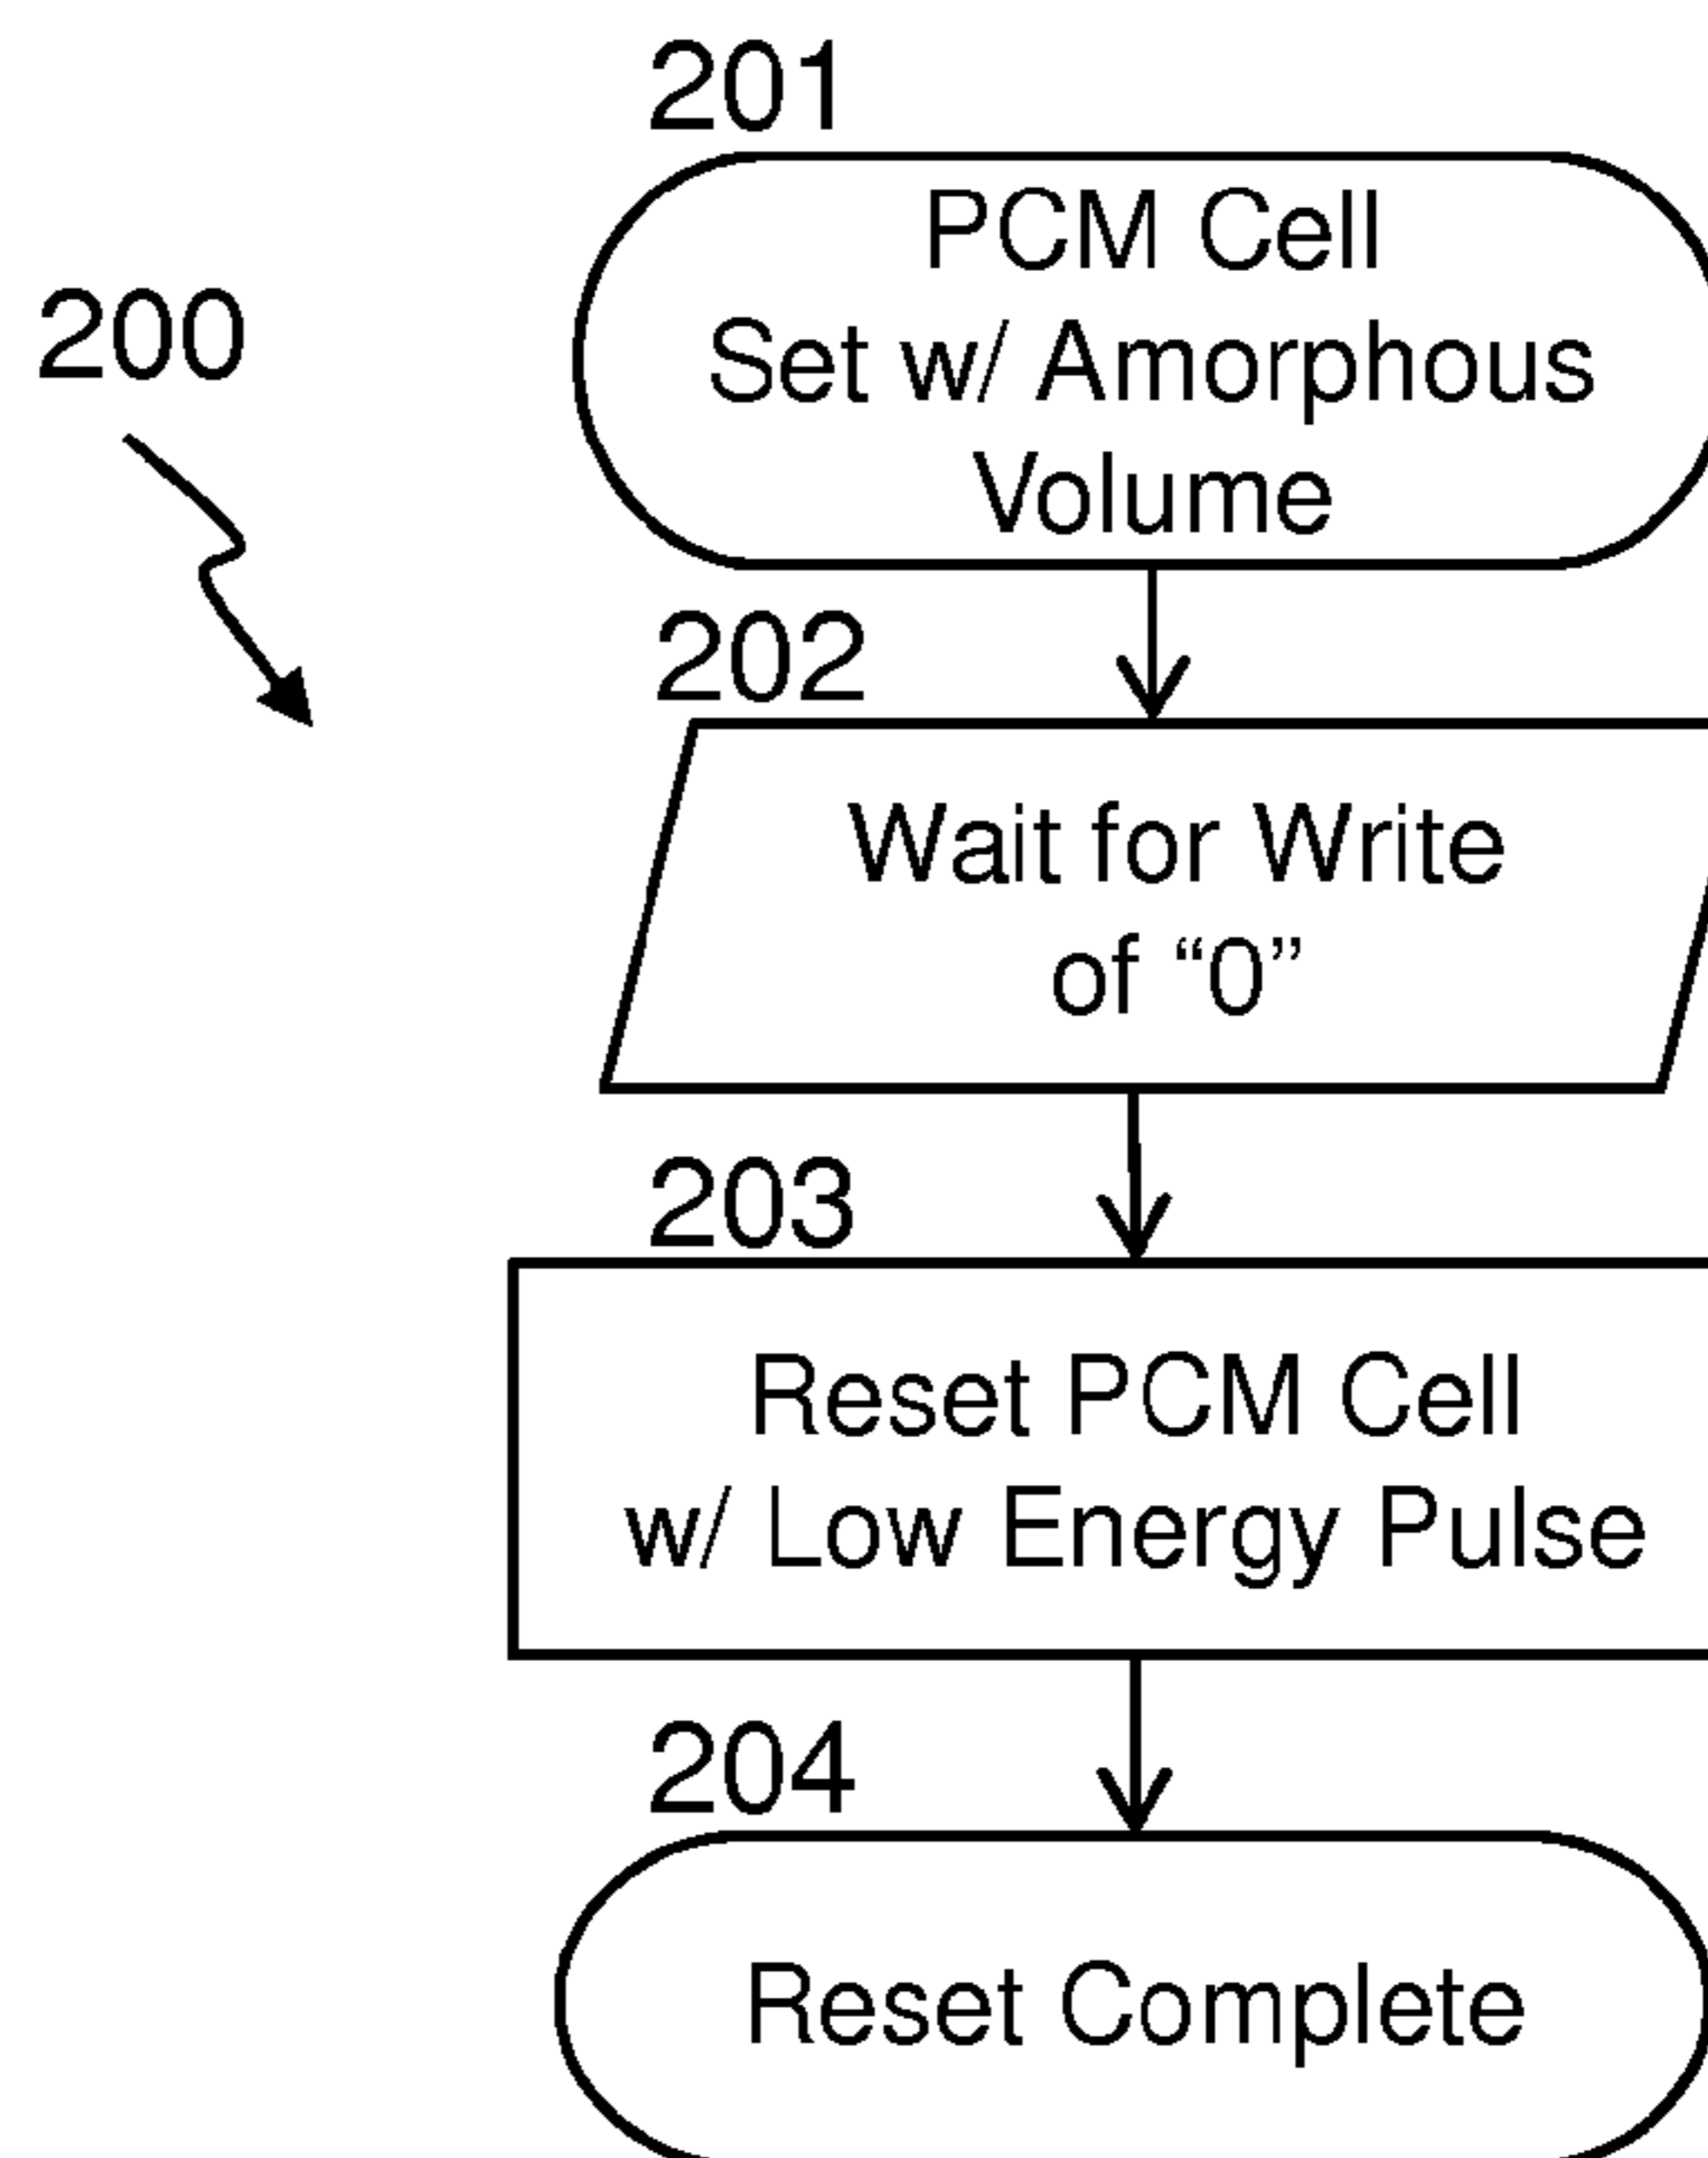 201
PCM Cell
Set w/ Amorphous
Volume
200
202
Wait for Write
of “0”
203
Reset PCM Cell
w/ Low Energy Pulse
204
Reset Complete